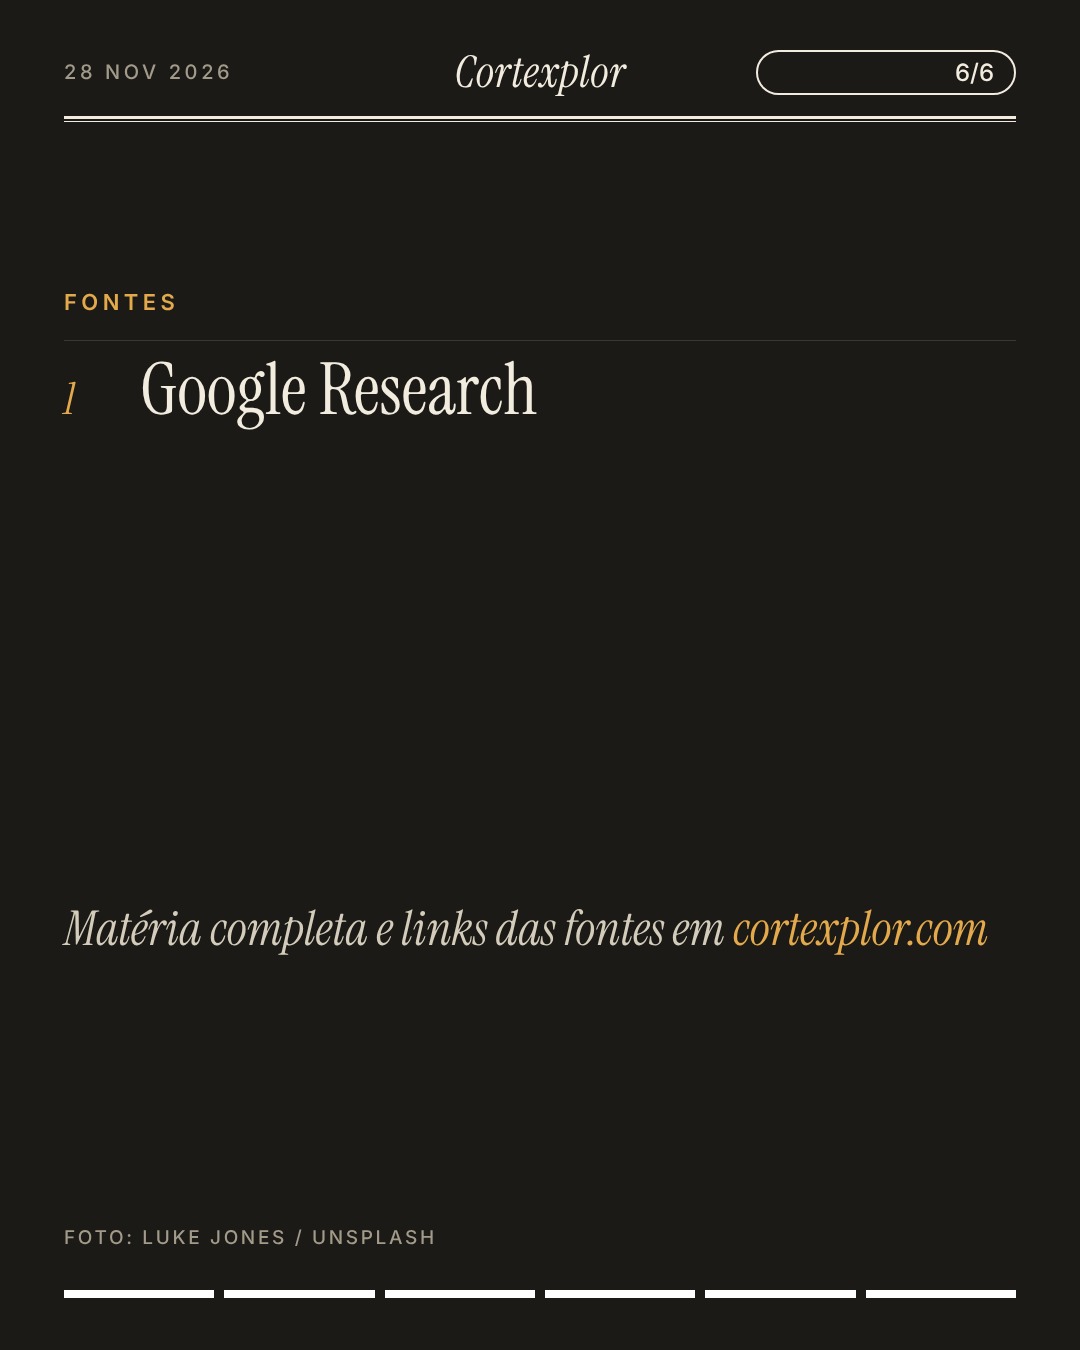 28 NOV 2026
Cortexplor
6/6
FONTES
1 Google Research
Matéria completa e links das fontes em cortexplor.com
FOTO: LUKE JONES / UNSPLASH